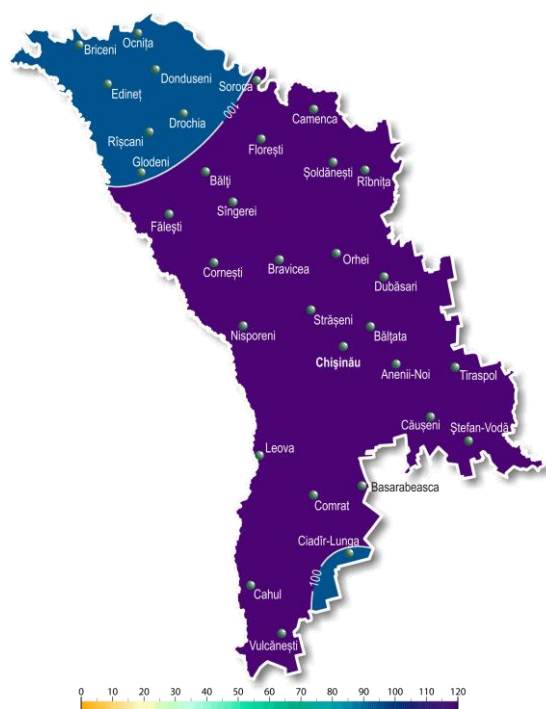 Ocnița
Briceni
Donduseni
Soroca
Edineț
100
Camenca
Drochia
Rîșcani
Florești
Glodeni
Șoldănești
Bălți
Rîbnița
Sîngerei
Fălești
Orhei
Cornești
Bravicea
Dubăsari
Strășeni
Nisporeni
Bălțata
Chișinău
Anenii-Noi
Tiraspol
Căușeni
Ștefan-Vodă
Leova
Basarabeasca
Comrat
Ciadîr-Lunga
100
Cahul
Vulcănești
0 10 20 30 40 50 60 70 80 90 100 110 120